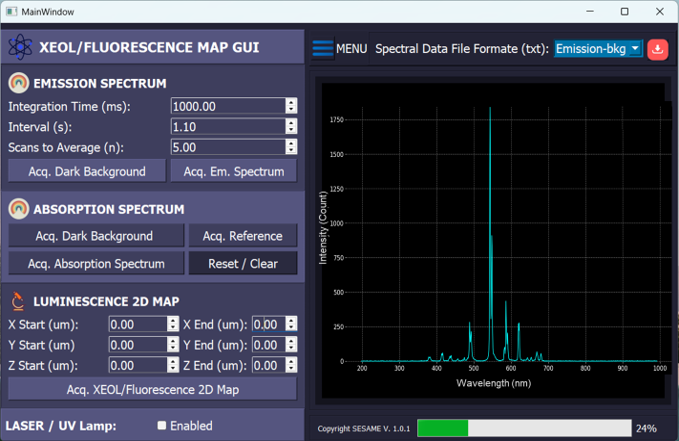 MainWindow
XEOL/FLUORESCENCE MAP GUI
EMISSION SPECTRUM
Integration Time (ms): 1000.00
Interval (s): 1.10
Scans to Average (n): 5.00
Acq. Dark Background Acq. Em. Spectrum
ABSORPTION SPECTRUM
Acq. Dark Background Acq. Reference
Acq. Absorption Spectrum Reset / Clear
LUMINESCENCE 2D MAP
X Start (um): 0.00 X End (um): 0.00
Y Start (um) 0.00 Y End (um): 0.00
Z Start (um): 0.00 Z End (um): 0.00
Acq. XEOL/Fluorescence 2D Map
LASER / UV Lamp: Enabled
MENU Spectral Data File Formate (txt): Emission-bkg
1750
1500
1250
1000
750
500
250
0
Intensity (Count)
200 300 400 500 600 700 800 900 1000
Wavelength (nm)
Copyright SESAME V. 1.0.1 24%